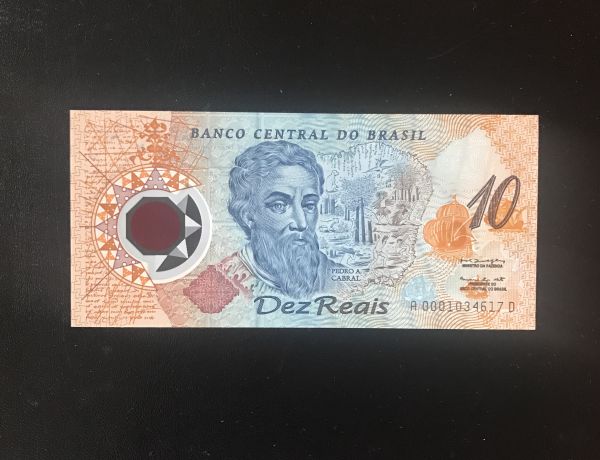 BANCO CENTRAL DO BRASIL
10
PEDRO A.
CABRAL
MINISTRO DA FAZENDA
PRESIDENTE DO
BANCO CENTRAL DO BRASIL
Dez Reais
A 0001034617 D